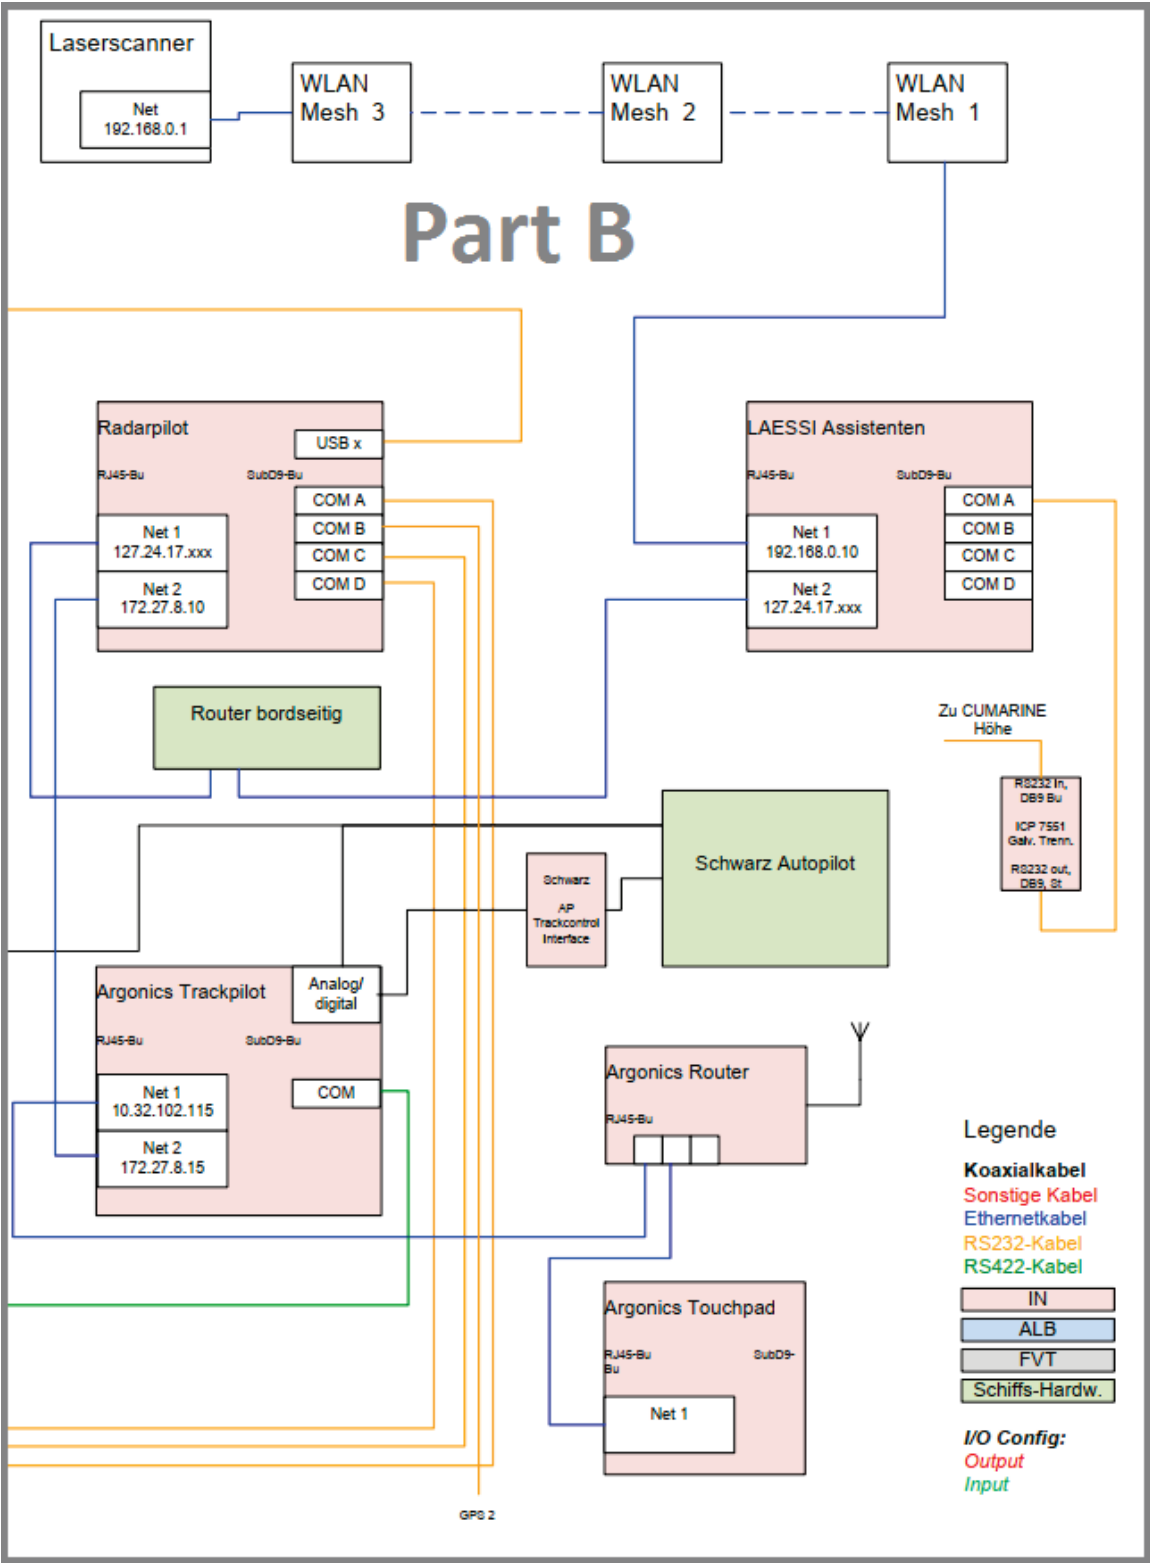 Laserscanner
Net
192.168.0.1
WLAN
Mesh 3
WLAN
Mesh 2
WLAN
Mesh 1
Part B
Radarpilot
USB x
RJ45-Bu
SubD9-Bu
COM A
COM B
COM C
COM D
Net 1
127.24.17.xxx
Net 2
172.27.8.10
LAESSI Assistenten
RJ45-Bu
SubD9-Bu
COM A
COM B
COM C
COM D
Net 1
192.168.0.10
Net 2
127.24.17.xxx
Router bordseitig
Zu CUMARINE
Höhe
RS232 In,
DB9 Bu
ICP 7551
Galv. Trenn.
RS232 out,
DB9, St
Schwarz Autopilot
Schwarz
AP
Trackcontrol
Interface
Argonics Trackpilot
Analog/
digital
RJ45-Bu
SubD9-Bu
COM
Net 1
10.32.102.115
Net 2
172.27.8.15
Argonics Router
RJ45-Bu
Argonics Touchpad
RJ45-Bu
SubD9-
Bu
Net 1
GPS 2
Legende
Koaxialkabel
Sonstige Kabel
Ethernetkabel
RS232-Kabel
RS422-Kabel
IN
ALB
FVT
Schiffs-Hardw.
I/O Config:
Output
Input